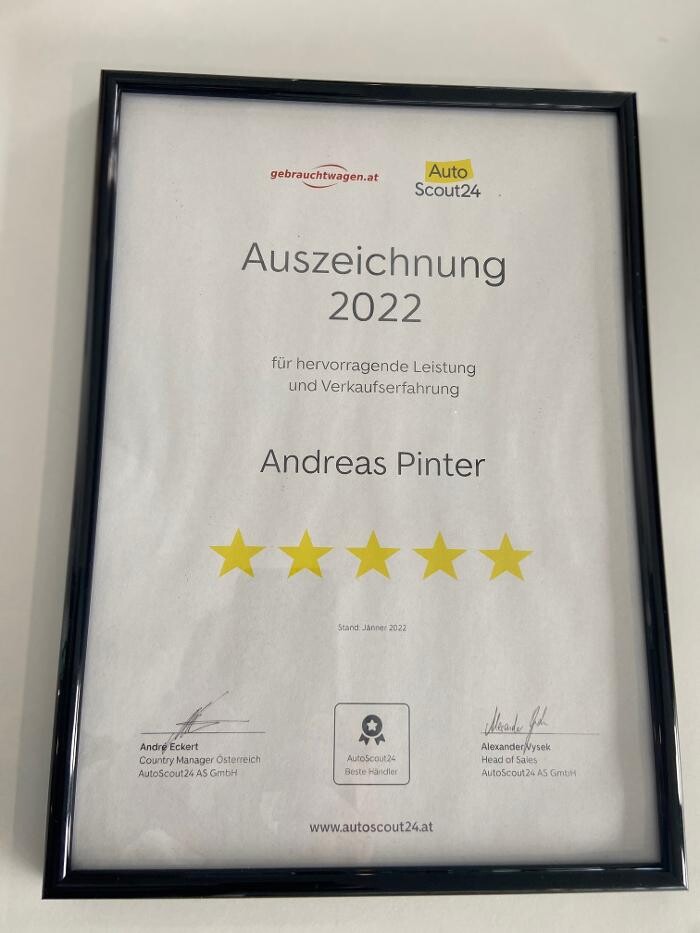 gebrauchtwagen.at
Auto
Scout24
Auszeichnung
2022
für hervorragende Leistung
und Verkaufserfahrung
Andreas Pinter
Stand: Jänner 2022
André Eckert
Country Manager Österreich
AutoScout24 AS GmbH
AutoScout24
Beste Händler
Alexander Vysek
Head of Sales
AutoScout24 AS GmbH
www.autoscout24.at